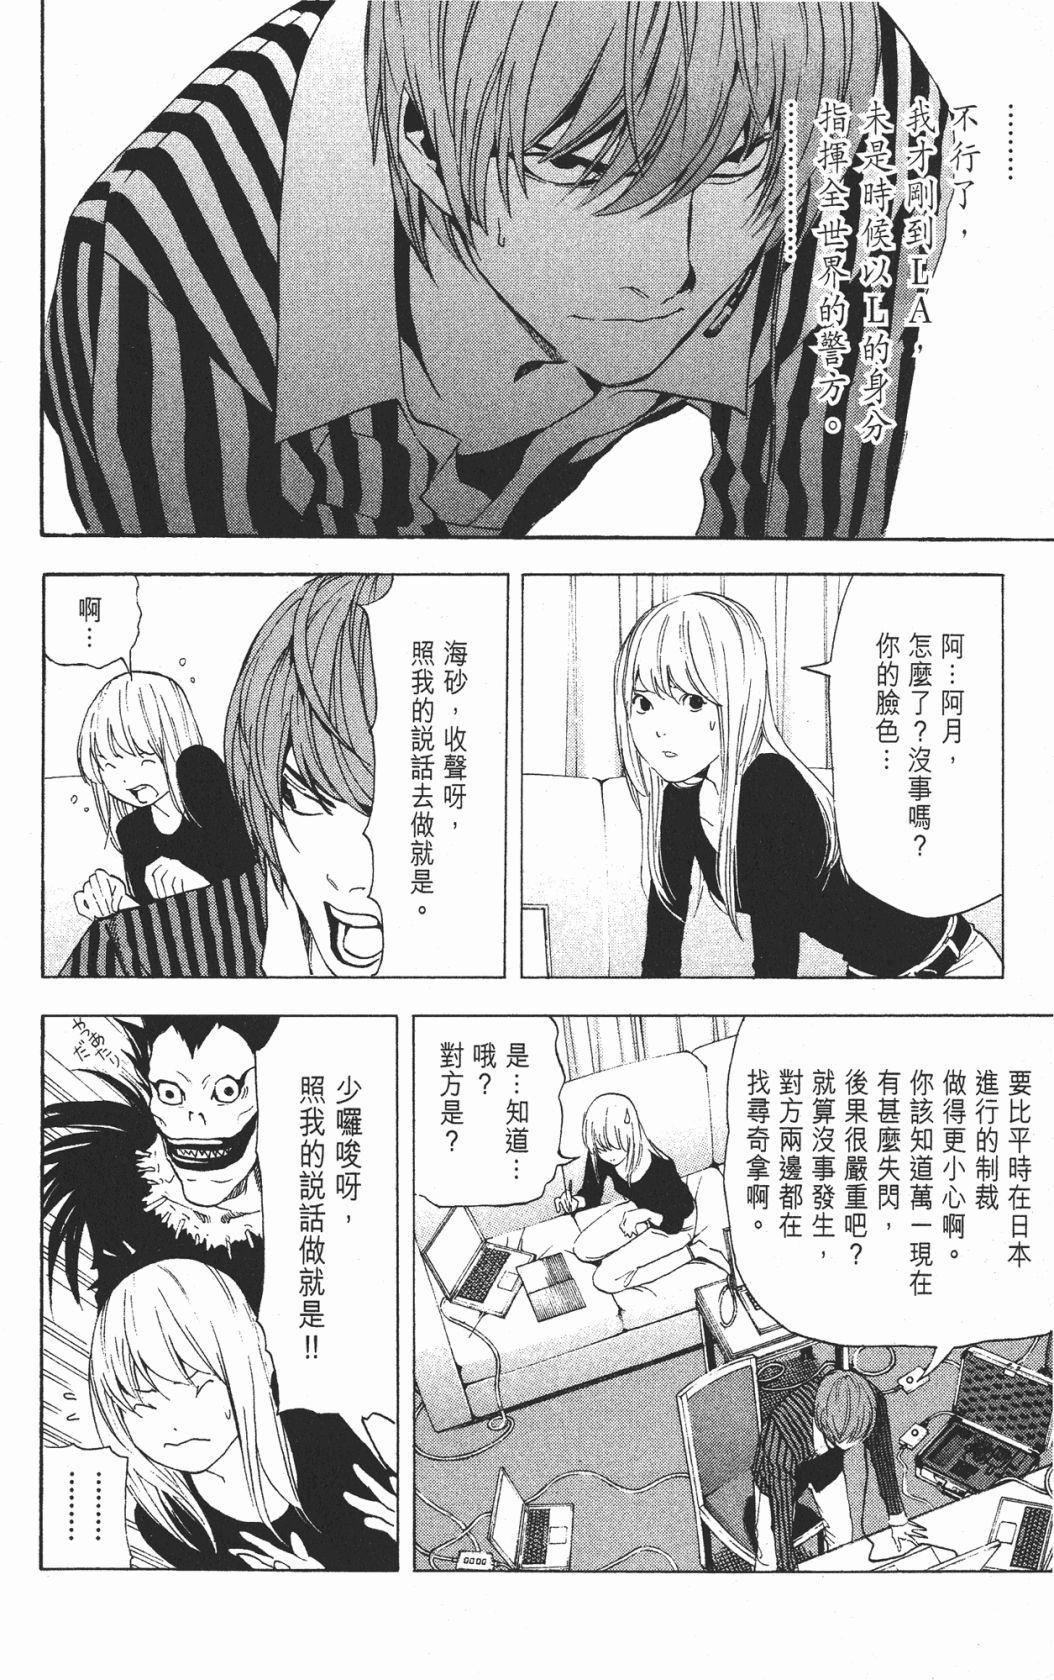 ………
不行了，
我才剛到LA，
未是時候以L的身分
指揮全世界的警方。
……………
阿…阿月，
怎麼了？沒事嗎？
你的臉色…
海砂，收聲呀，
照我的說話去做就是。
啊…
要比平時在日本
進行的制裁
做得更小心啊。
你該知道萬一現在
有甚麼失閃，
後果很嚴重吧？
就算沒事發生，
對方兩邊都在
找尋奇拿啊。
是…知道…
哦？
對方是？
少囉唆呀，
照我的說話做就是!!
やつあたり
だ
………
………